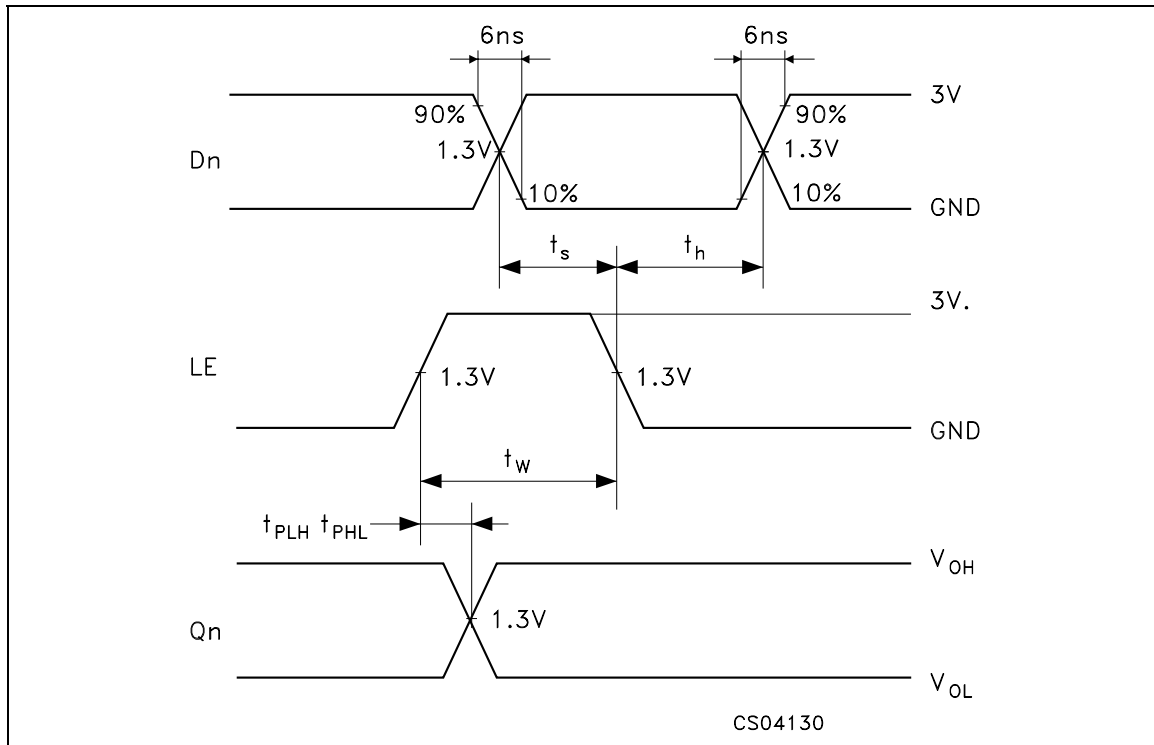 6ns 6ns
3V
90% 90%
Dn 1.3V 1.3V
10% 10%
GND
ts th
3V.
LE 1.3V 1.3V
GND
tW
tPLH tPHL
VOH
Qn 1.3V
VOL
CS04130